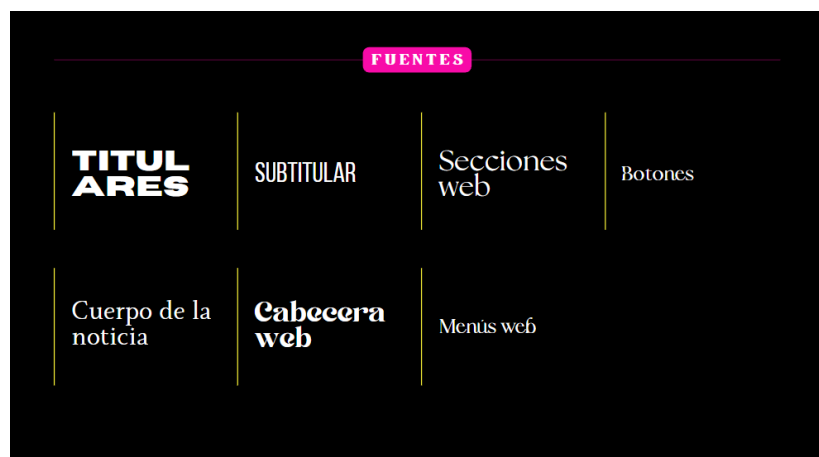 FUENTES
TITUL
ARES
SUBTITULAR
Secciones
web
Botones
Cuerpo de la
noticia
Cabecera
web
Menús web